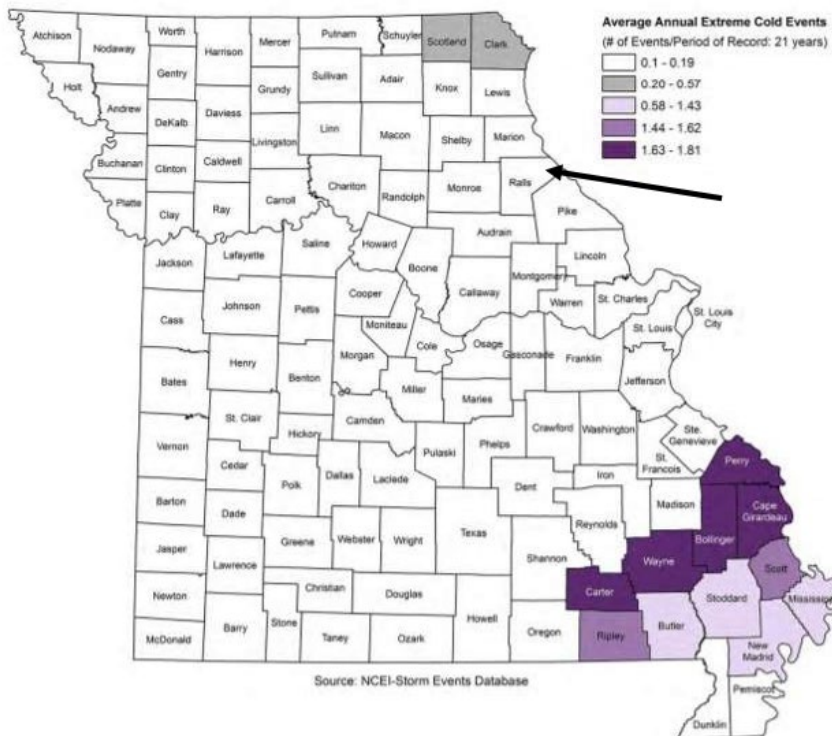 Average Annual Extreme Cold Events
(# of Events/Period of Record: 21 years)
0.1 - 0.19
0.20 - 0.57
0.58 - 1.43
1.44 - 1.62
1.63 - 1.81
Atchison
Nodaway
Worth
Harrison
Mercer
Putnam
Schuyler
Scotland
Clark
Holt
Gentry
Sullivan
Adair
Knox
Lewis
Andrew
DeKalb
Daviess
Grundy
Linn
Macon
Shelby
Marion
Livingston
Buchanan
Clinton
Caldwell
Chariton
Randolph
Monroe
Ralls
Platte
Clay
Ray
Carroll
Pike
Audrain
Jackson
Lafayette
Saline
Howard
Boone
Callaway
Montgomery
Lincoln
Warren
St. Charles
St. Louis
St. Louis
City
Cass
Johnson
Pettis
Cooper
Moniteau
Cole
Osage
Gasconade
Franklin
Jefferson
Bates
Henry
Benton
Morgan
Miller
Maries
St. Clair
Hickory
Camden
Pulaski
Phelps
Crawford
Washington
Ste.
Genevieve
St.
Francois
Perry
Vernon
Cedar
Polk
Dallas
Laclede
Dent
Iron
Madison
Cape
Girardeau
Bollinger
Barton
Dade
Greene
Webster
Wright
Texas
Reynolds
Shannon
Wayne
Scott
Jasper
Lawrence
Christian
Douglas
Carter
Stoddard
Mississippi
Newton
McDonald
Barry
Stone
Taney
Ozark
Howell
Oregon
Ripley
Butler
New
Madrid
Pemiscot
Dunklin
Source: NCEI-Storm Events Database